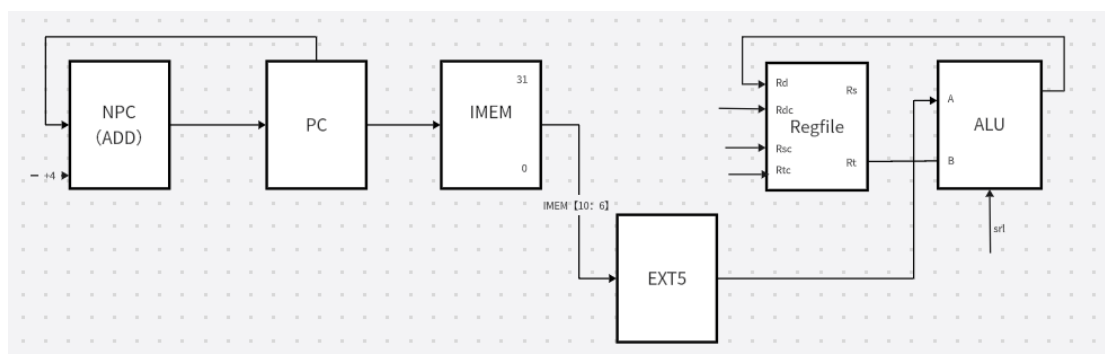 NPC
（ADD）
+4
PC
31
IMEM
0
IMEM【10：6】
EXT5
Rd
Rs
Rdc
Regfile
Rsc
Rt
Rtc
A
ALU
B
srl